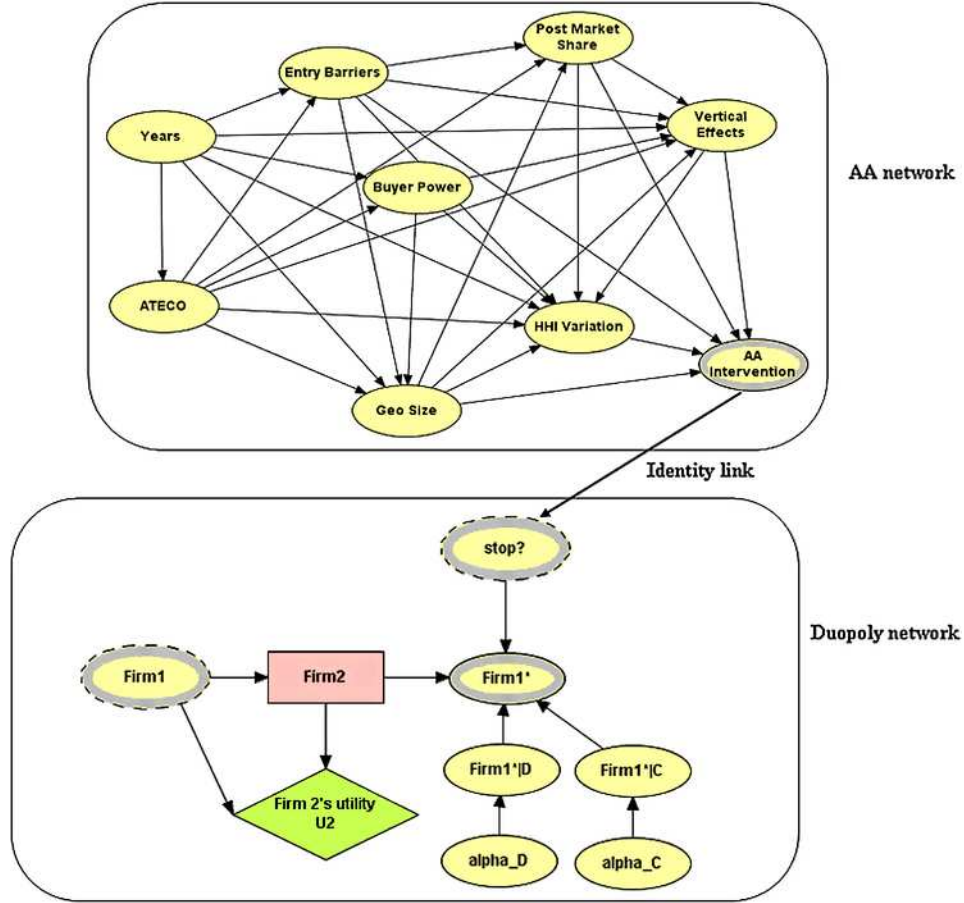 Post Market
Share
Entry Barriers
Vertical
Effects
Years
AA network
Buyer Power
ATECO
HHI Variation
AA
Intervention
Geo Size
Identity link
stop?
Duopoly network
Firm1
Firm2
Firm1*
Firm1*|D
Firm1*|C
Firm 2's utility
U2
alpha_D
alpha_C